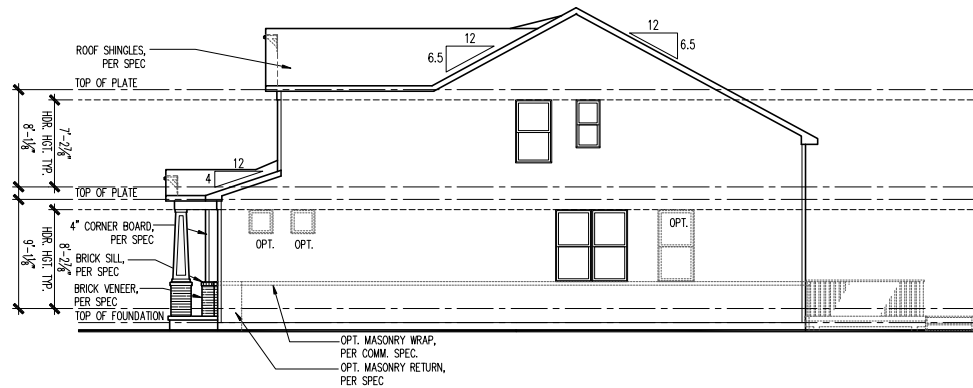 12
12
6.5
6.5
ROOF SHINGLES,
PER SPEC
TOP OF PLATE
8'-1⅛"
HDR. HGT. TYP.
7'-2⅞"
12
4
TOP OF PLATE
4" CORNER BOARD,
PER SPEC
OPT.
OPT.
OPT.
9'-1⅛"
HDR. HGT. TYP.
8'-2⅞"
BRICK SILL,
PER SPEC
BRICK VENEER,
PER SPEC
TOP OF FOUNDATION
OPT. MASONRY WRAP,
PER COMM. SPEC.
OPT. MASONRY RETURN,
PER SPEC